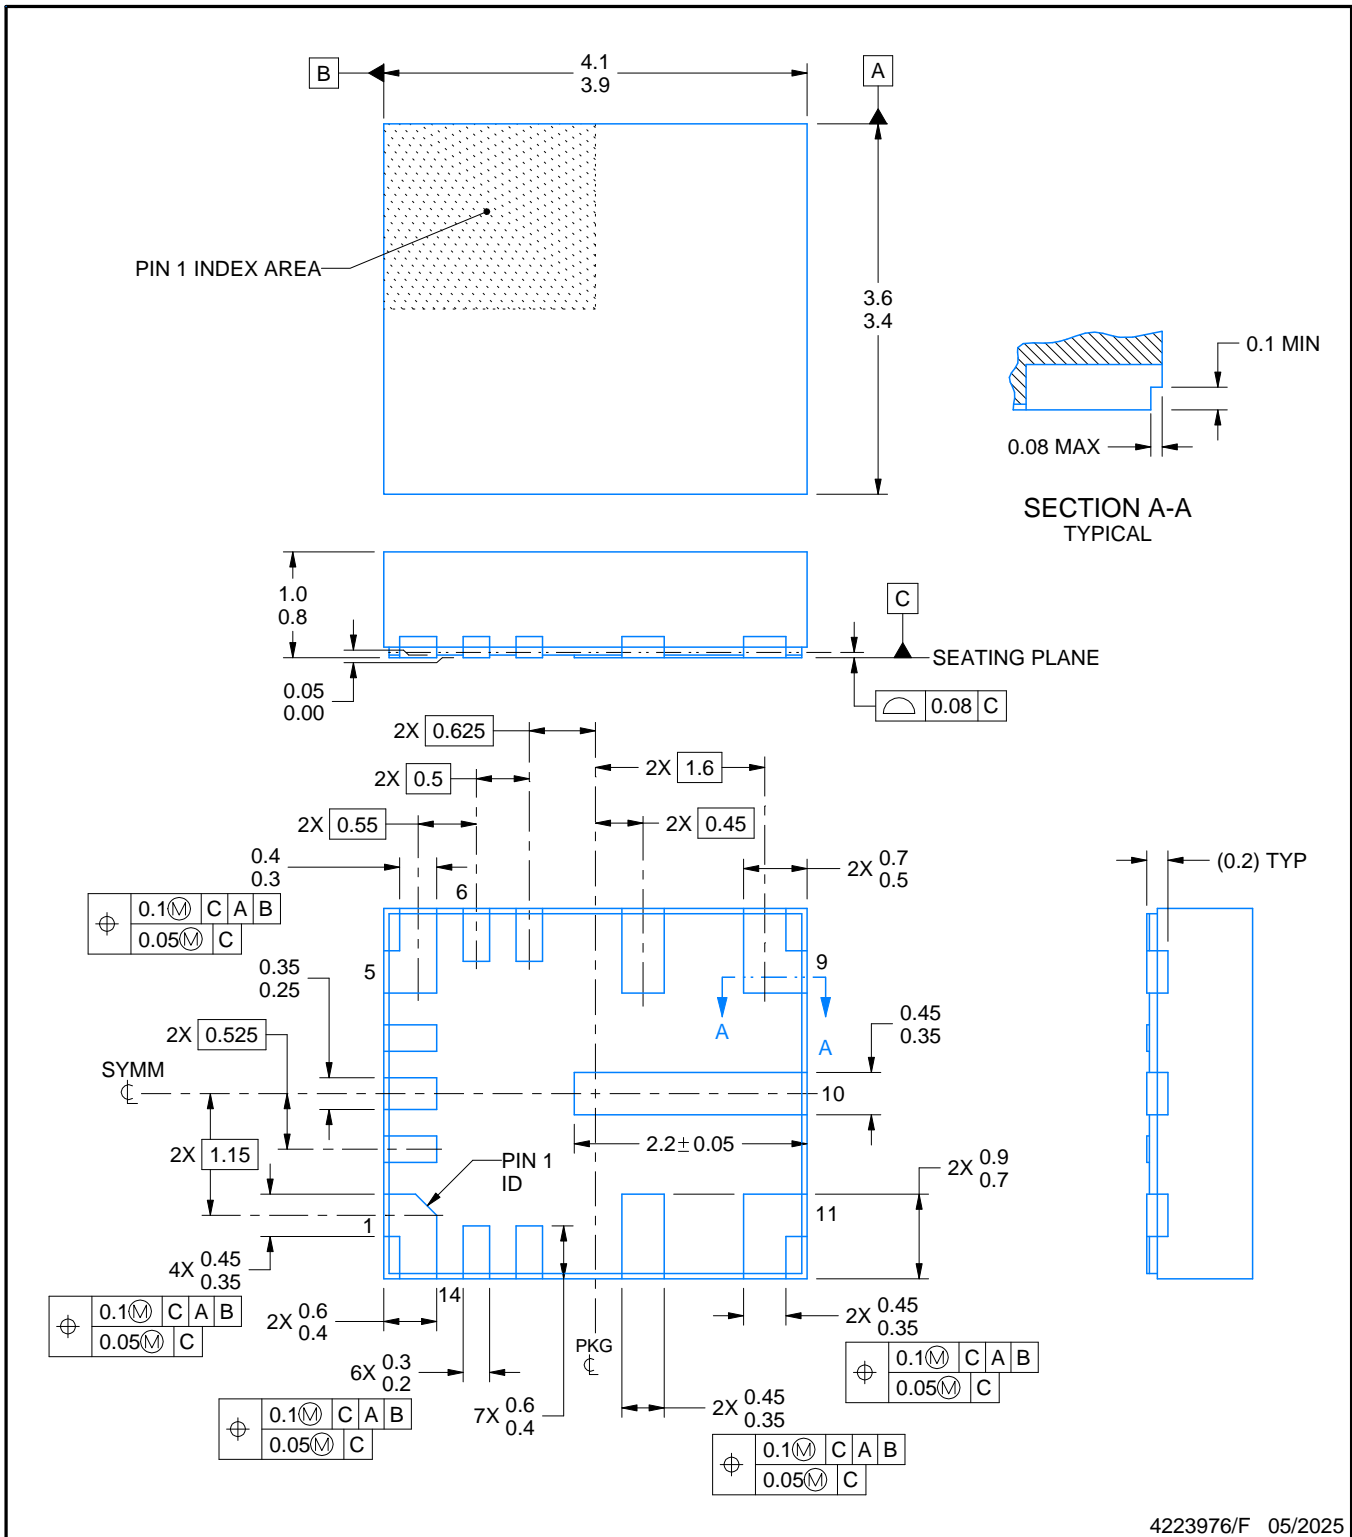 B
4.1
3.9
A
PIN 1 INDEX AREA
3.6
3.4
0.1 MIN
0.08 MAX
SECTION A-A
TYPICAL
1.0
0.8
C
SEATING PLANE
0.05
0.00
0.08 C
2X 0.625
2X 1.6
2X 0.5
2X 0.55
2X 0.45
0.4
0.3
2X 0.7
0.5
(0.2) TYP
6
0.1Ⓜ C A B
0.05Ⓜ C
5
9
0.35
0.25
A
A
0.45
0.35
2X 0.525
SYMM
℄
10
2X 1.15
2.2±0.05
PIN 1
ID
2X 0.9
0.7
1
11
4X 0.45
0.35
0.1Ⓜ C A B
0.05Ⓜ C
14
2X 0.6
0.4
2X 0.45
0.35
PKG
℄
0.1Ⓜ C A B
0.05Ⓜ C
6X 0.3
0.2
0.1Ⓜ C A B
0.05Ⓜ C
7X 0.6
0.4
2X 0.45
0.35
0.1Ⓜ C A B
0.05Ⓜ C
4223976/F 05/2025